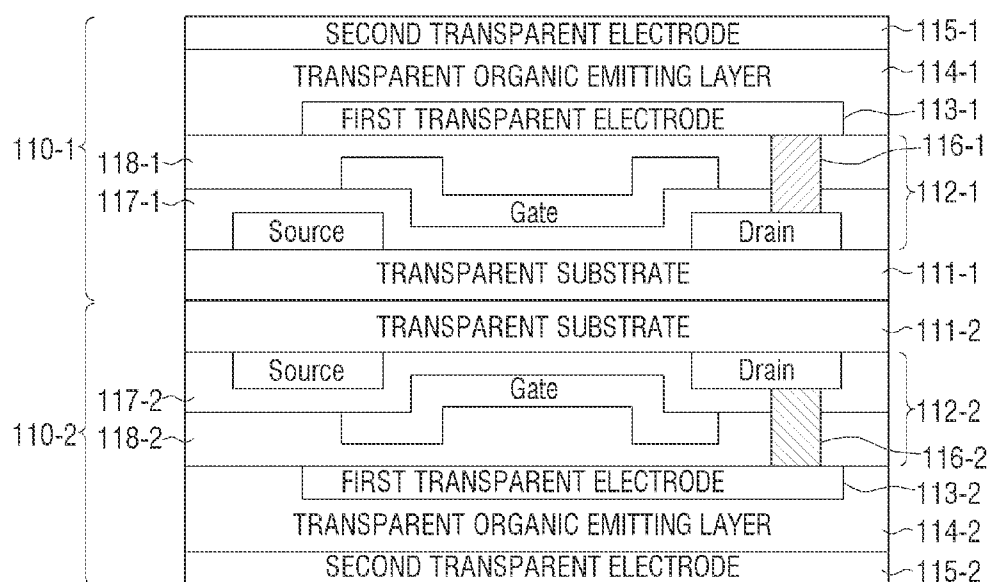 SECOND TRANSPARENT ELECTRODE 115-1
TRANSPARENT ORGANIC EMITTING LAYER 114-1
FIRST TRANSPARENT ELECTRODE 113-1
110-1 118-1 116-1
112-1
117-1 Gate
Source Drain
TRANSPARENT SUBSTRATE 111-1
TRANSPARENT SUBSTRATE 111-2
Source Drain
117-2 Gate
112-2
110-2 118-2
116-2
FIRST TRANSPARENT ELECTRODE 113-2
TRANSPARENT ORGANIC EMITTING LAYER 114-2
SECOND TRANSPARENT ELECTRODE 115-2